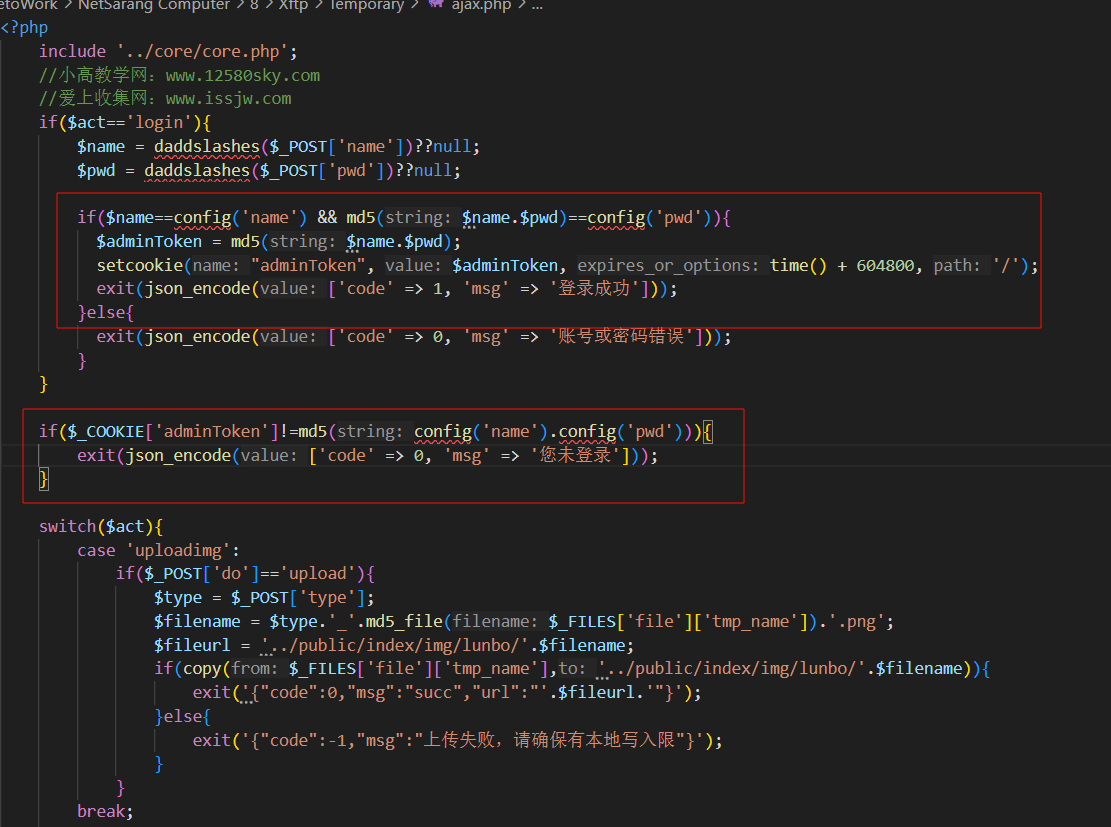 etoWork > NetSarang Computer > 8 > Xftp > Temporary > ajax.php > ...
<?php
include '../core/core.php';
//小高教学网：www.12580sky.com
//爱上收集网：www.issjw.com
if($act=='login'){
$name = daddslashes($_POST['name'])??null;
$pwd = daddslashes($_POST['pwd'])??null;
if($name==config('name') && md5(string: $name.$pwd)==config('pwd')){
$adminToken = md5(string: $name.$pwd);
setcookie(name: "adminToken", value: $adminToken, expires_or_options: time() + 604800, path: '/');
exit(json_encode(value: ['code' => 1, 'msg' => '登录成功']));
}else{
exit(json_encode(value: ['code' => 0, 'msg' => '账号或密码错误']));
}
}
if($_COOKIE['adminToken']!=md5(string: config('name').config('pwd'))){
exit(json_encode(value: ['code' => 0, 'msg' => '您未登录']));
}
switch($act){
case 'uploadimg':
if($_POST['do']=='upload'){
$type = $_POST['type'];
$filename = $type.'_'.md5_file(filename: $_FILES['file']['tmp_name']).'.png';
$fileurl = '../public/index/img/lunbo/'.$filename;
if(copy(from: $_FILES['file']['tmp_name'],to: '../public/index/img/lunbo/'.$filename)){
exit('{"code":0,"msg":"succ","url":"'.$fileurl.'"}');
}else{
exit('{"code":-1,"msg":"上传失败，请确保有本地写入限"}');
}
}
break;